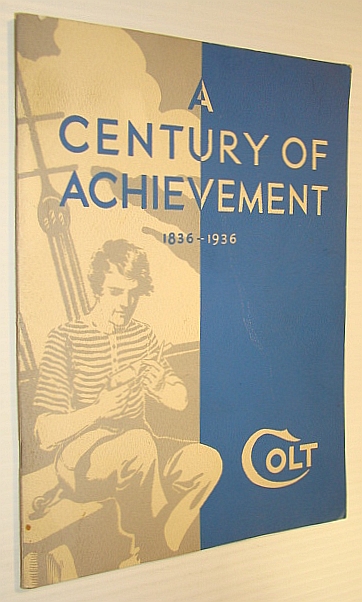 A
CENTURY OF
ACHIEVEMENT
1836-1936
COLT